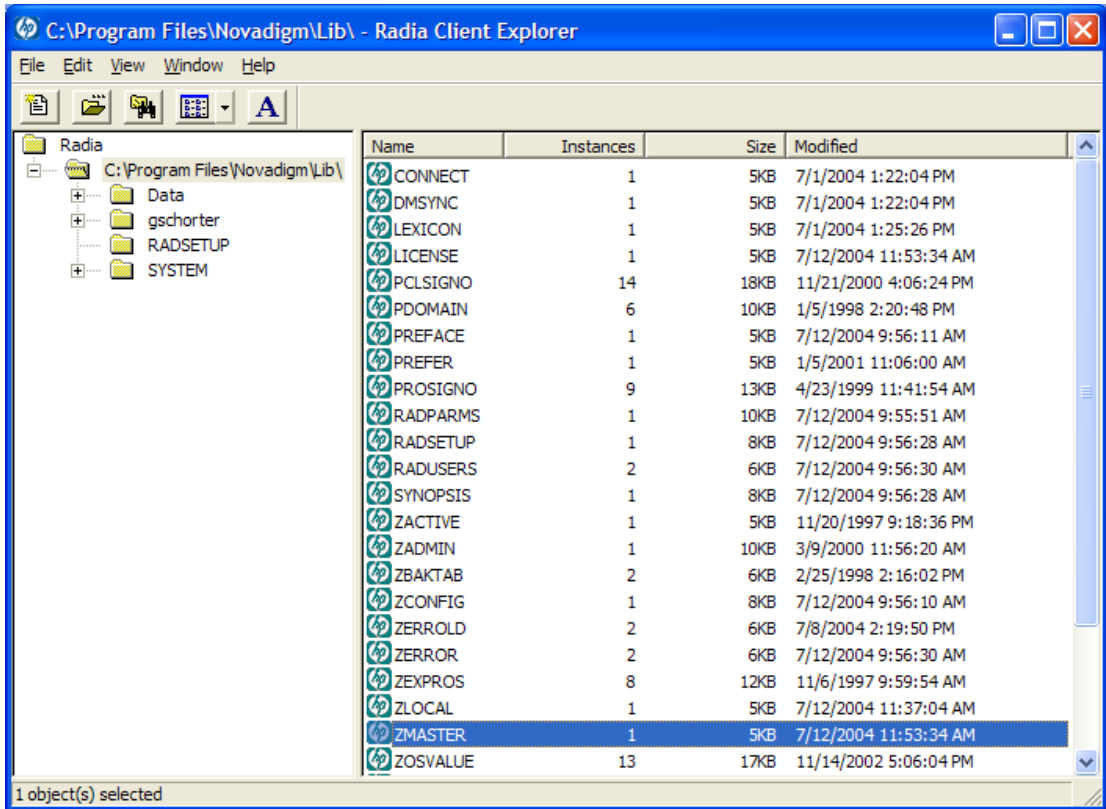 C:\Program Files\Novadigm\Lib\ - Radia Client Explorer
File Edit View Window Help
A
Radia
C:\Program Files\Novadigm\Lib\
Data
gschorter
RADSETUP
SYSTEM
Name Instances Size Modified
CONNECT 1 5KB 7/1/2004 1:22:04 PM
DMSYNC 1 5KB 7/1/2004 1:22:04 PM
LEXICON 1 5KB 7/1/2004 1:25:26 PM
LICENSE 1 5KB 7/12/2004 11:53:34 AM
PCLSIGNO 14 18KB 11/21/2000 4:06:24 PM
PDOMAIN 6 10KB 1/5/1998 2:20:48 PM
PREFACE 1 5KB 7/12/2004 9:56:11 AM
PREFER 1 5KB 1/5/2001 11:06:00 AM
PROSIGNO 9 13KB 4/23/1999 11:41:54 AM
RADPARMS 1 10KB 7/12/2004 9:55:51 AM
RADSETUP 1 8KB 7/12/2004 9:56:28 AM
RADUSERS 2 6KB 7/12/2004 9:56:30 AM
SYNOPSIS 1 8KB 7/12/2004 9:56:28 AM
ZACTIVE 1 5KB 11/20/1997 9:18:36 PM
ZADMIN 1 10KB 3/9/2000 11:56:20 AM
ZBAKTAB 2 6KB 2/25/1998 2:16:02 PM
ZCONFIG 1 8KB 7/12/2004 9:56:10 AM
ZERROLD 2 6KB 7/8/2004 2:19:50 PM
ZERROR 2 6KB 7/12/2004 9:56:30 AM
ZEXPROS 8 12KB 11/6/1997 9:59:54 AM
ZLOCAL 1 5KB 7/12/2004 11:37:04 AM
ZMASTER 1 5KB 7/12/2004 11:53:34 AM
ZOSVALUE 13 17KB 11/14/2002 5:06:04 PM
1 object(s) selected